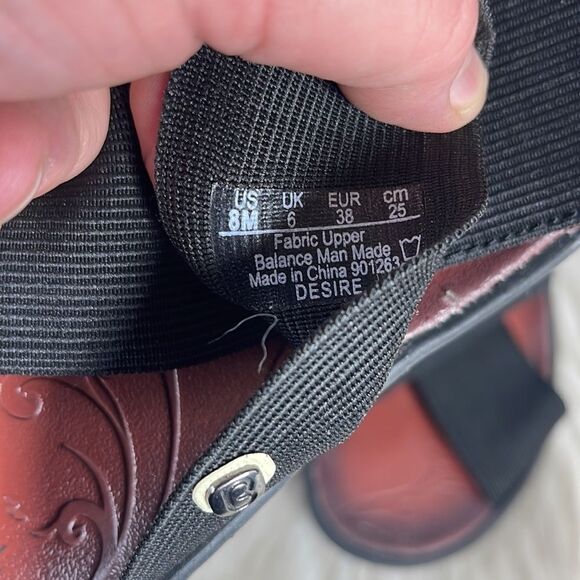 US UK EUR cm
8M 6 38 25
Fabric Upper
Balance Man Made
Made in China 901263
DESIRE